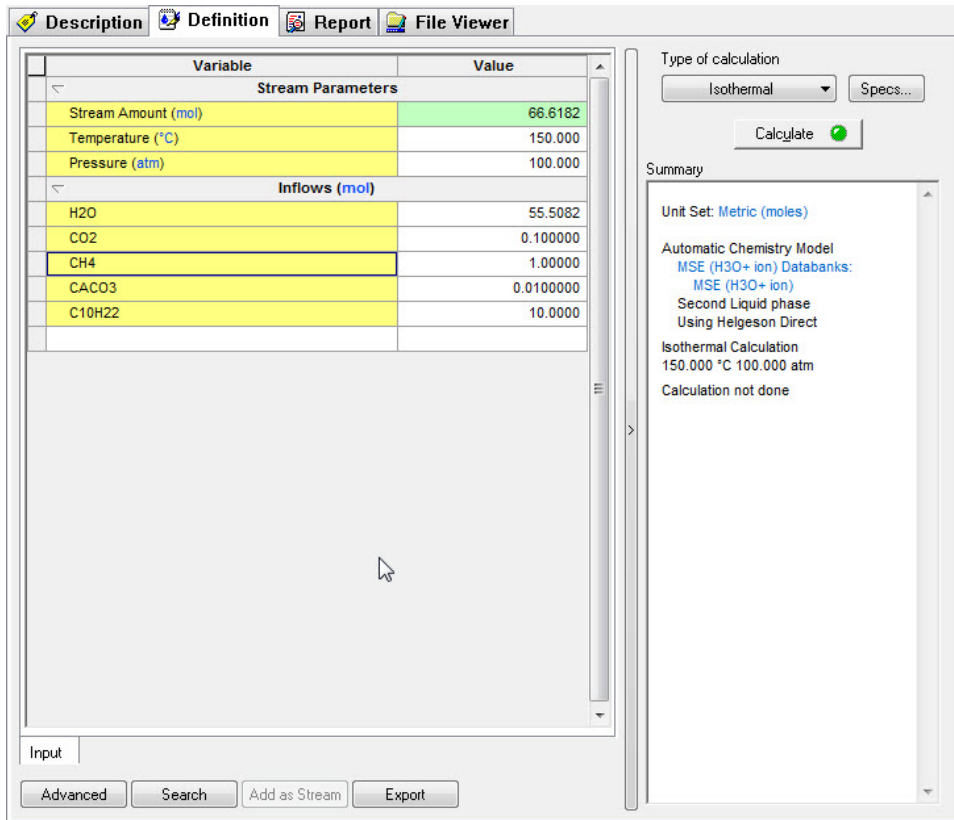 Description Definition Report File Viewer
Variable Value
Stream Parameters
Stream Amount (mol) 66.6182
Temperature (°C) 150.000
Pressure (atm) 100.000
Inflows (mol)
H2O 55.5082
CO2 0.100000
CH4 1.00000
CACO3 0.0100000
C10H22 10.0000
Input
Advanced Search Add as Stream Export
Type of calculation
Isothermal Specs...
Calculate
Summary
Unit Set: Metric (moles)
Automatic Chemistry Model
MSE (H3O+ ion) Databanks:
MSE (H3O+ ion)
Second Liquid phase
Using Helgeson Direct
Isothermal Calculation
150.000 °C 100.000 atm
Calculation not done